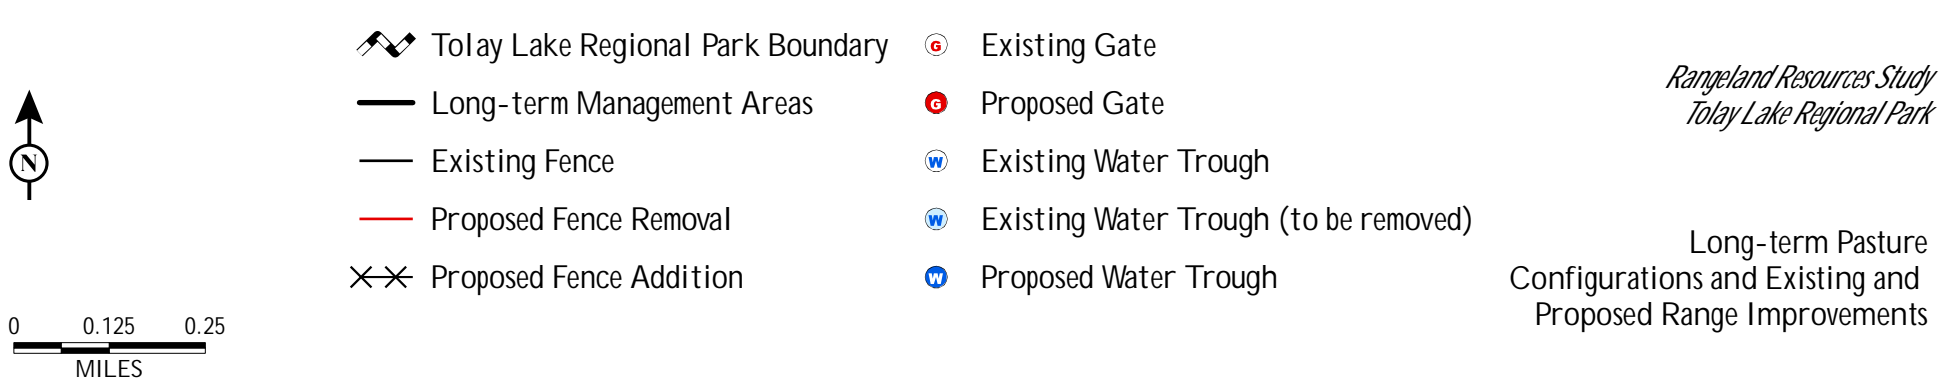 N
0 0.125 0.25
MILES
Tolay Lake Regional Park Boundary
Long-term Management Areas
Existing Fence
Proposed Fence Removal
Proposed Fence Addition
G Existing Gate
G Proposed Gate
W Existing Water Trough
W Existing Water Trough (to be removed)
W Proposed Water Trough
Rangeland Resources Study
Tolay Lake Regional Park
Long-term Pasture
Configurations and Existing and
Proposed Range Improvements